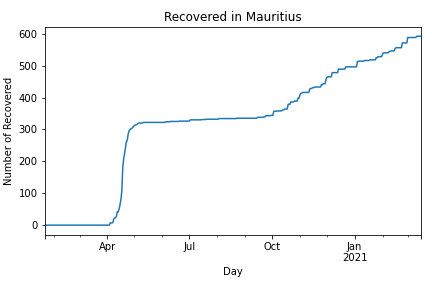 Recovered in Mauritius
Number of Recovered
600
500
400
300
200
100
0
Apr
Jul
Oct
Jan
2021
Day